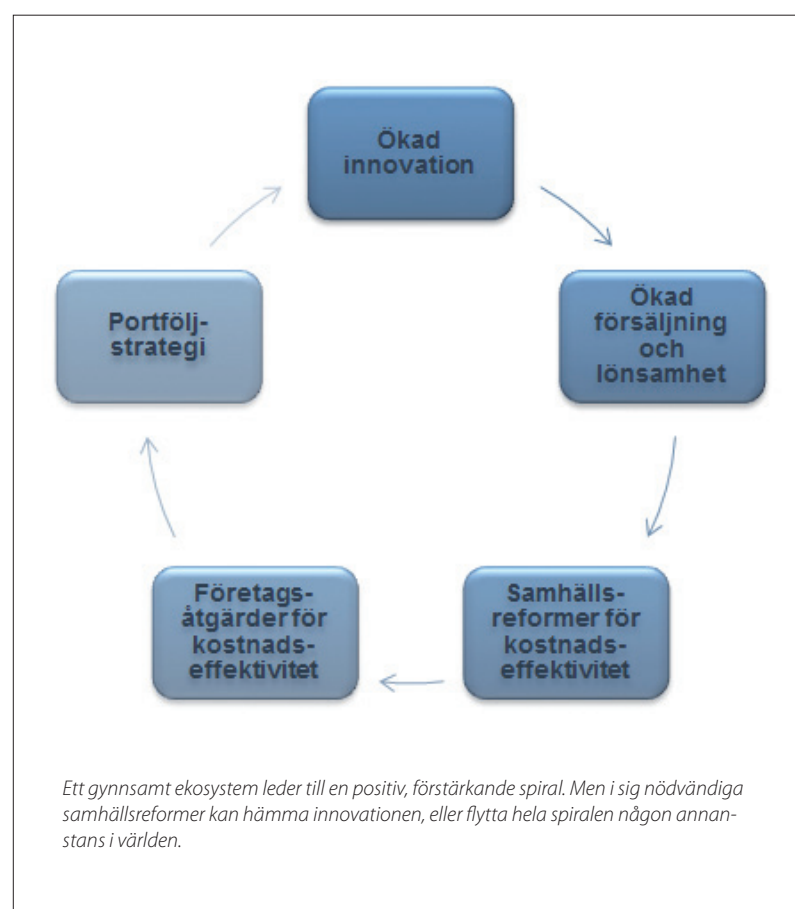 Ökad
innovation
Ökad
försäljning
och
lönsamhet
Samhälls-
reformer för
kostnads-
effektivitet
Företags-
åtgärder för
kostnads-
effektivitet
Portfölj-
strategi
Ett gynnsamt ekosystem leder till en positiv, förstärkande spiral. Men i sig nödvändiga
samhällsreformer kan hämma innovationen, eller flytta hela spiralen någon annan-
stans i världen.